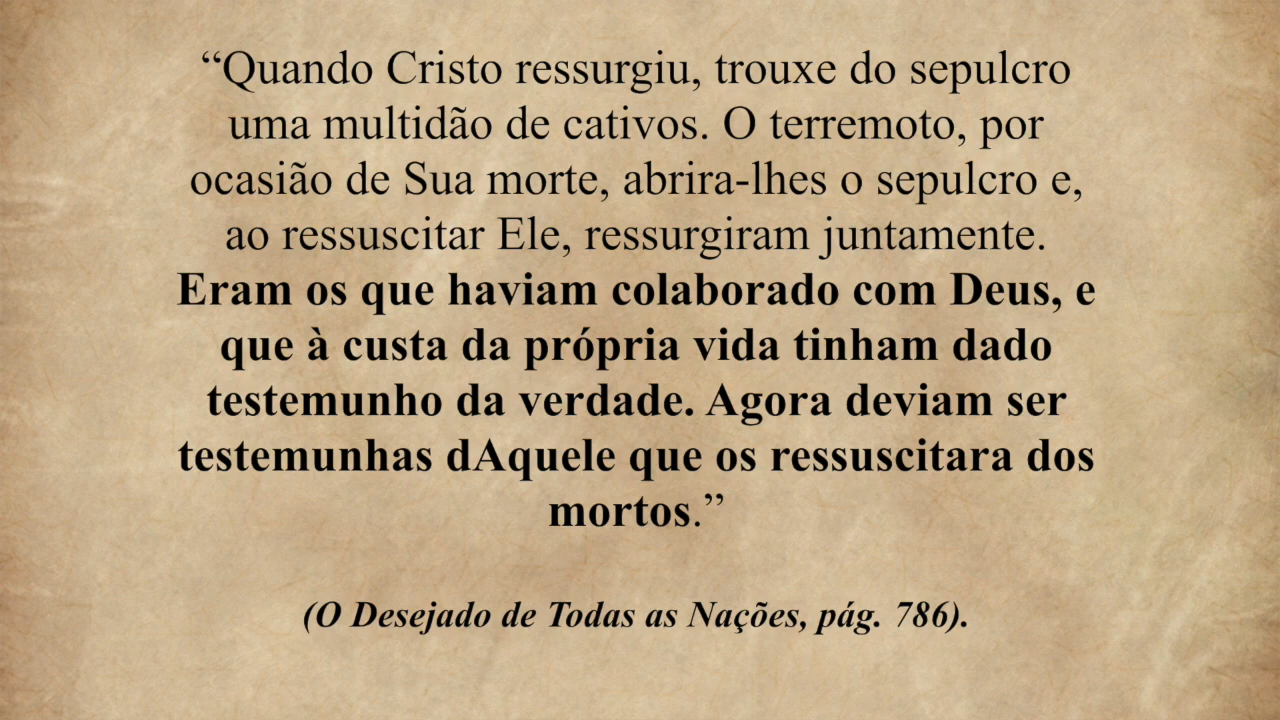 “Quando Cristo ressurgiu, trouxe do sepulcro
uma multidão de cativos. O terremoto, por
ocasião de Sua morte, abrira-lhes o sepulcro e,
ao ressuscitar Ele, ressurgiram juntamente.
Eram os que haviam colaborado com Deus, e
que à custa da própria vida tinham dado
testemunho da verdade. Agora deviam ser
testemunhas dAquele que os ressuscitara dos
mortos.”
(O Desejado de Todas as Nações, pág. 786).